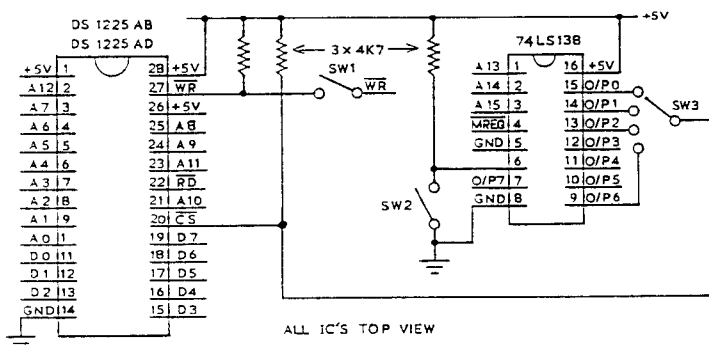 DS 1225 AB
DS 1225 AD
+5V 1
A12 2
A7 3
A6 4
A5 5
A4 6
A3 7
A2 8
A1 9
A0 1
D0 11
D1 12
D2 13
GND 14
28 +5V
27 WR
26 +5V
25 A8
24 A9
23 A11
22 RD
21 A10
20 CS
19 D7
18 D6
17 D5
16 D4
15 D3
3 x 4K7
SW1
WR
SW2
74LS138
A13 1
A14 2
A15 3
MREQ 4
GND 5
6
O/P7 7
GND 8
16 +5V
15 O/P0
14 O/P1
13 O/P2
12 O/P3
11 O/P4
10 O/P5
9 O/P6
+5V
SW3
ALL IC'S TOP VIEW